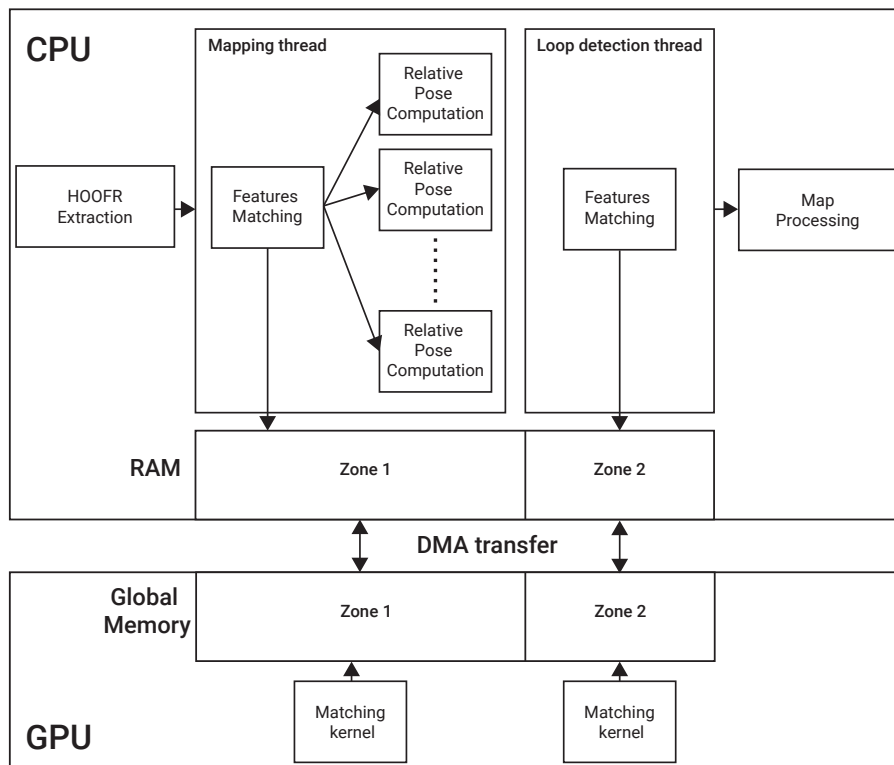 CPU
Mapping thread
Loop detection thread
Relative
Pose
Computation
HOOFR
Extraction
Features
Matching
Relative
Pose
Computation
Features
Matching
Map
Processing
Relative
Pose
Computation
RAM
Zone 1
Zone 2
DMA transfer
Global
Memory
Zone 1
Zone 2
GPU
Matching
kernel
Matching
kernel